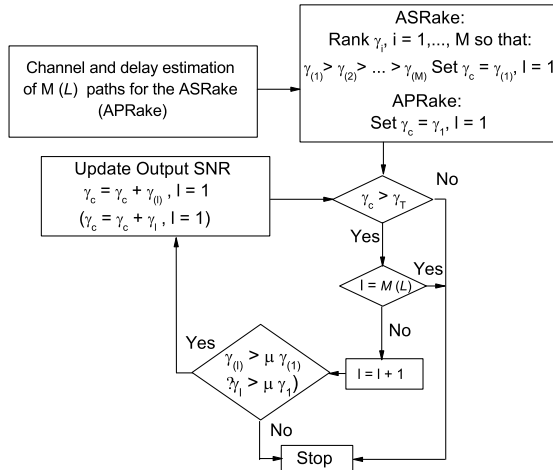 Channel and delay estimation
of M (L) paths for the ASRake
(APRake)
ASRake:
Rank γi, i = 1,..., M so that:
γ(1) > γ(2) > ... > γ(M) Set γc = γ(1), l = 1
APRake:
Set γc = γ1, l = 1
Update Output SNR
γc = γc + γ(l) , l = 1
(γc = γc + γl , l = 1)
γc > γT
No
Yes
l = M (L)
Yes
No
l = l + 1
γ(l) > μ γ(1)
?γl > μ γ1)
Yes
No
Stop